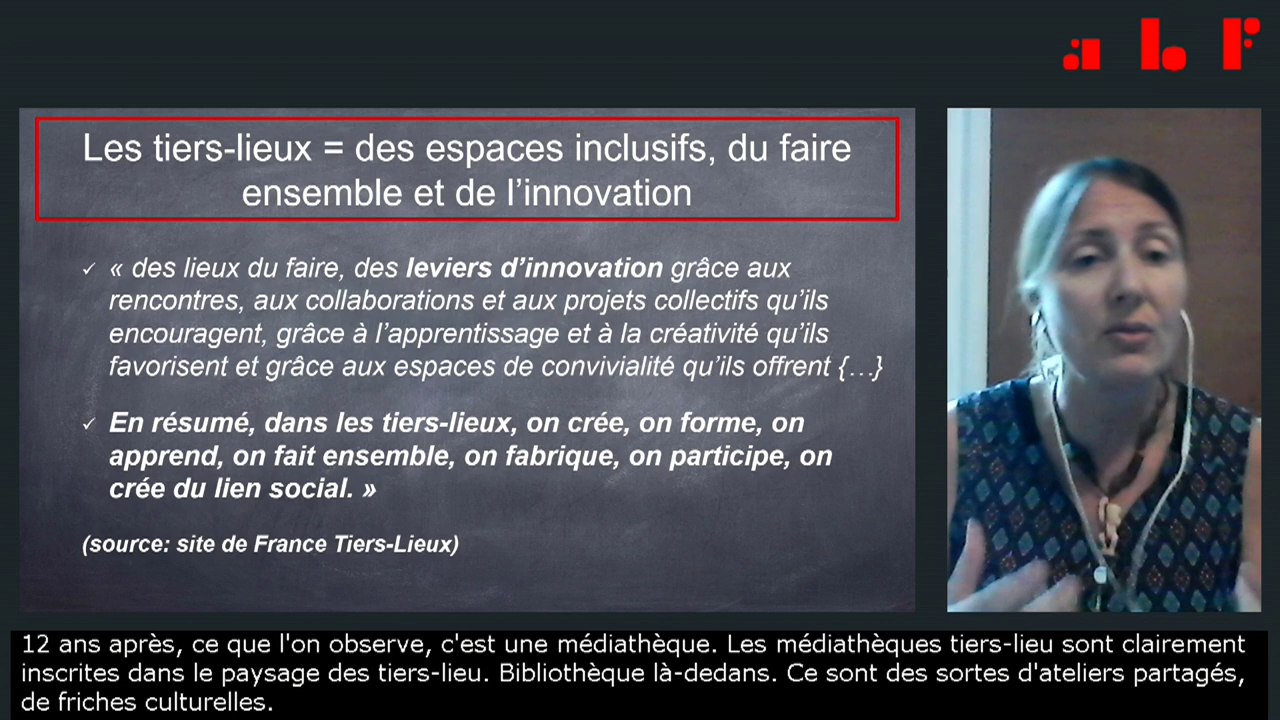 abf
Les tiers-lieux = des espaces inclusifs, du faire
ensemble et de l'innovation
✓ « des lieux du faire, des leviers d'innovation grâce aux
rencontres, aux collaborations et aux projets collectifs qu'ils
encouragent, grâce à l'apprentissage et à la créativité qu'ils
favorisent et grâce aux espaces de convivialité qu'ils offrent {…}
✓ En résumé, dans les tiers-lieux, on crée, on forme, on
apprend, on fait ensemble, on fabrique, on participe, on
crée du lien social. »
(source: site de France Tiers-Lieux)
12 ans après, ce que l'on observe, c'est une médiathèque. Les médiathèques tiers-lieu sont clairement
inscrites dans le paysage des tiers-lieu. Bibliothèque là-dedans. Ce sont des sortes d'ateliers partagés,
de friches culturelles.